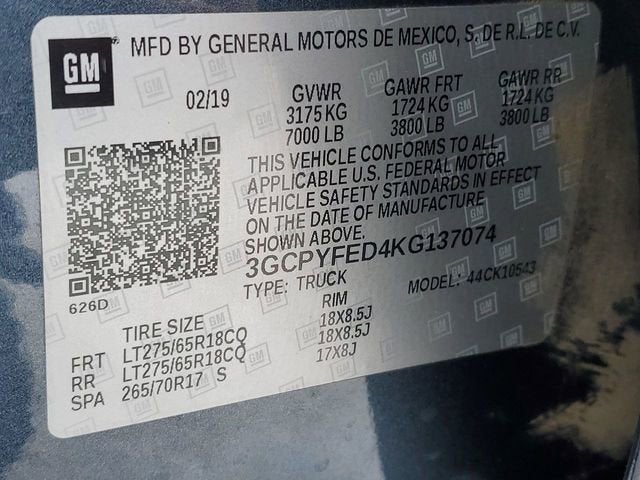 GM
MFD BY GENERAL MOTORS DE MEXICO, S. DE R.L. DE C.V.
02/19
GVWR GAWR FRT GAWR RR
3175 KG 1724 KG 1724 KG
7000 LB 3800 LB 3800 LB
THIS VEHICLE CONFORMS TO ALL
APPLICABLE U.S. FEDERAL MOTOR
VEHICLE SAFETY STANDARDS IN EFFECT
ON THE DATE OF MANUFACTURE
SHOWN ABOVE.
3GCPYFED4KG137074
626D
TYPE: TRUCK MODEL: 44CK10543
TIRE SIZE RIM
FRT LT275/65R18CQ 18X8.5J
RR LT275/65R18CQ 18X8.5J
SPA 265/70R17 S 17X8J